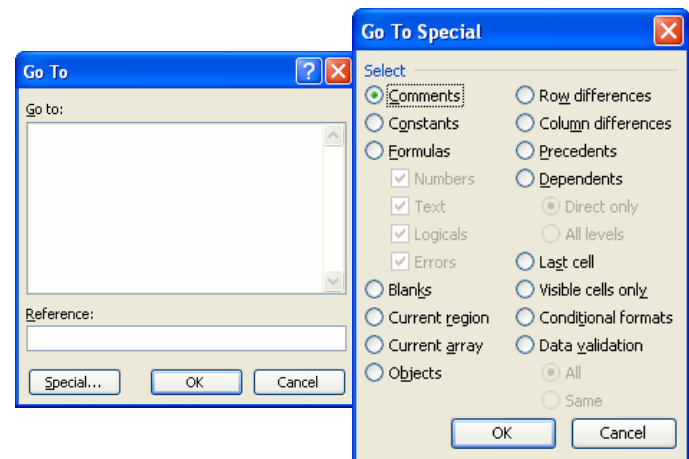 Go To
Go to:
Reference:
Special...
OK
Cancel
Go To Special
Select
Comments
Constants
Formulas
Numbers
Text
Logicals
Errors
Blanks
Current region
Current array
Objects
Row differences
Column differences
Precedents
Dependents
Direct only
All levels
Last cell
Visible cells only
Conditional formats
Data validation
All
Same
OK
Cancel